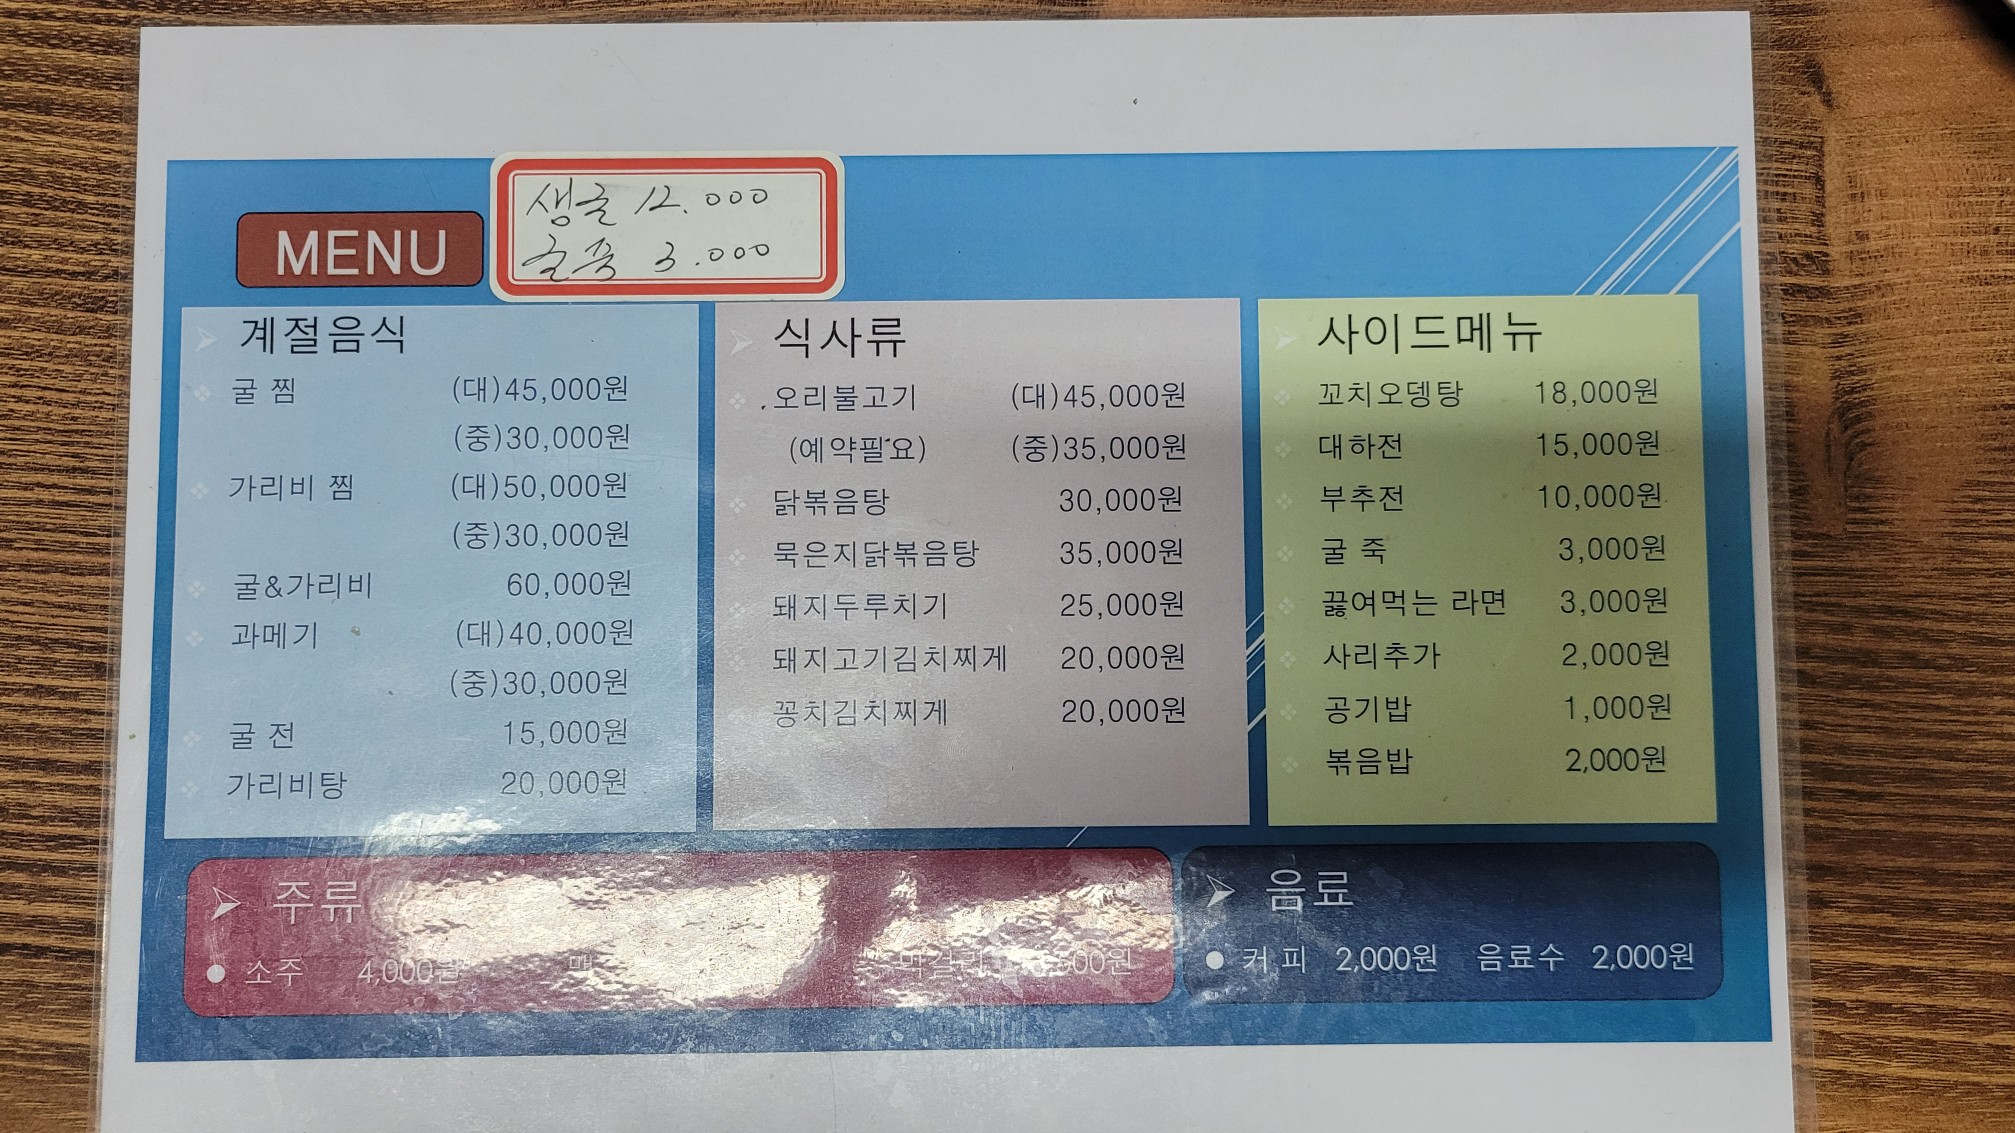 생굴 12.000
굴죽 3.000
MENU
계절음식
굴 찜 (대)45,000원
(중)30,000원
가리비 찜 (대)50,000원
(중)30,000원
굴&가리비 60,000원
과메기 (대)40,000원
(중)30,000원
굴 전 15,000원
가리비탕 20,000원
식사류
오리불고기 (대)45,000원
(예약필요) (중)35,000원
닭볶음탕 30,000원
묵은지닭볶음탕 35,000원
돼지두루치기 25,000원
돼지고기김치찌게 20,000원
꽁치김치찌게 20,000원
사이드메뉴
꼬치오뎅탕 18,000원
대하전 15,000원
부추전 10,000원
굴 죽 3,000원
끓여먹는 라면 3,000원
사리추가 2,000원
공기밥 1,000원
볶음밥 2,000원
주류
소주 4,000원 막걸리
음료
커피 2,000원 음료수 2,000원